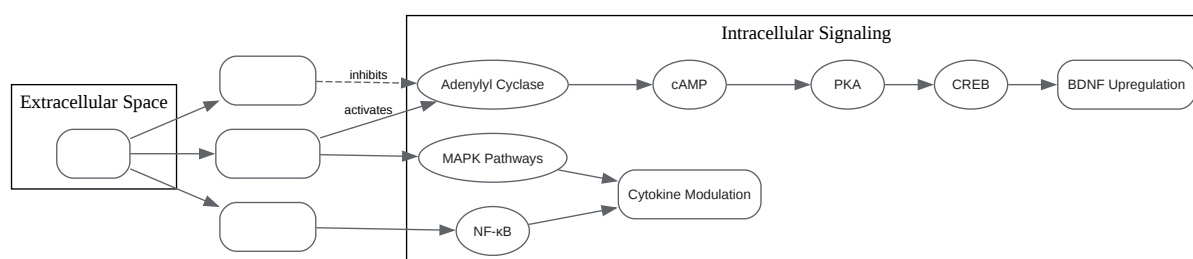 Intracellular Signaling
inhibits
Adenylyl Cyclase
cAMP
PKA
CREB
BDNF Upregulation
Extracellular Space
activates
MAPK Pathways
Cytokine Modulation
NF-κB